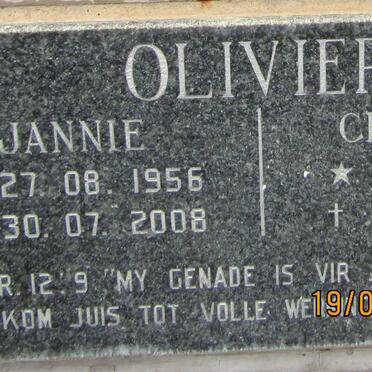 OLIVIER
JANNIE
27. 08. 1956
30. 07. 2008
R. 12:9 "MY GENADE IS VIR
KOM JUIS TOT VOLLE
19/0